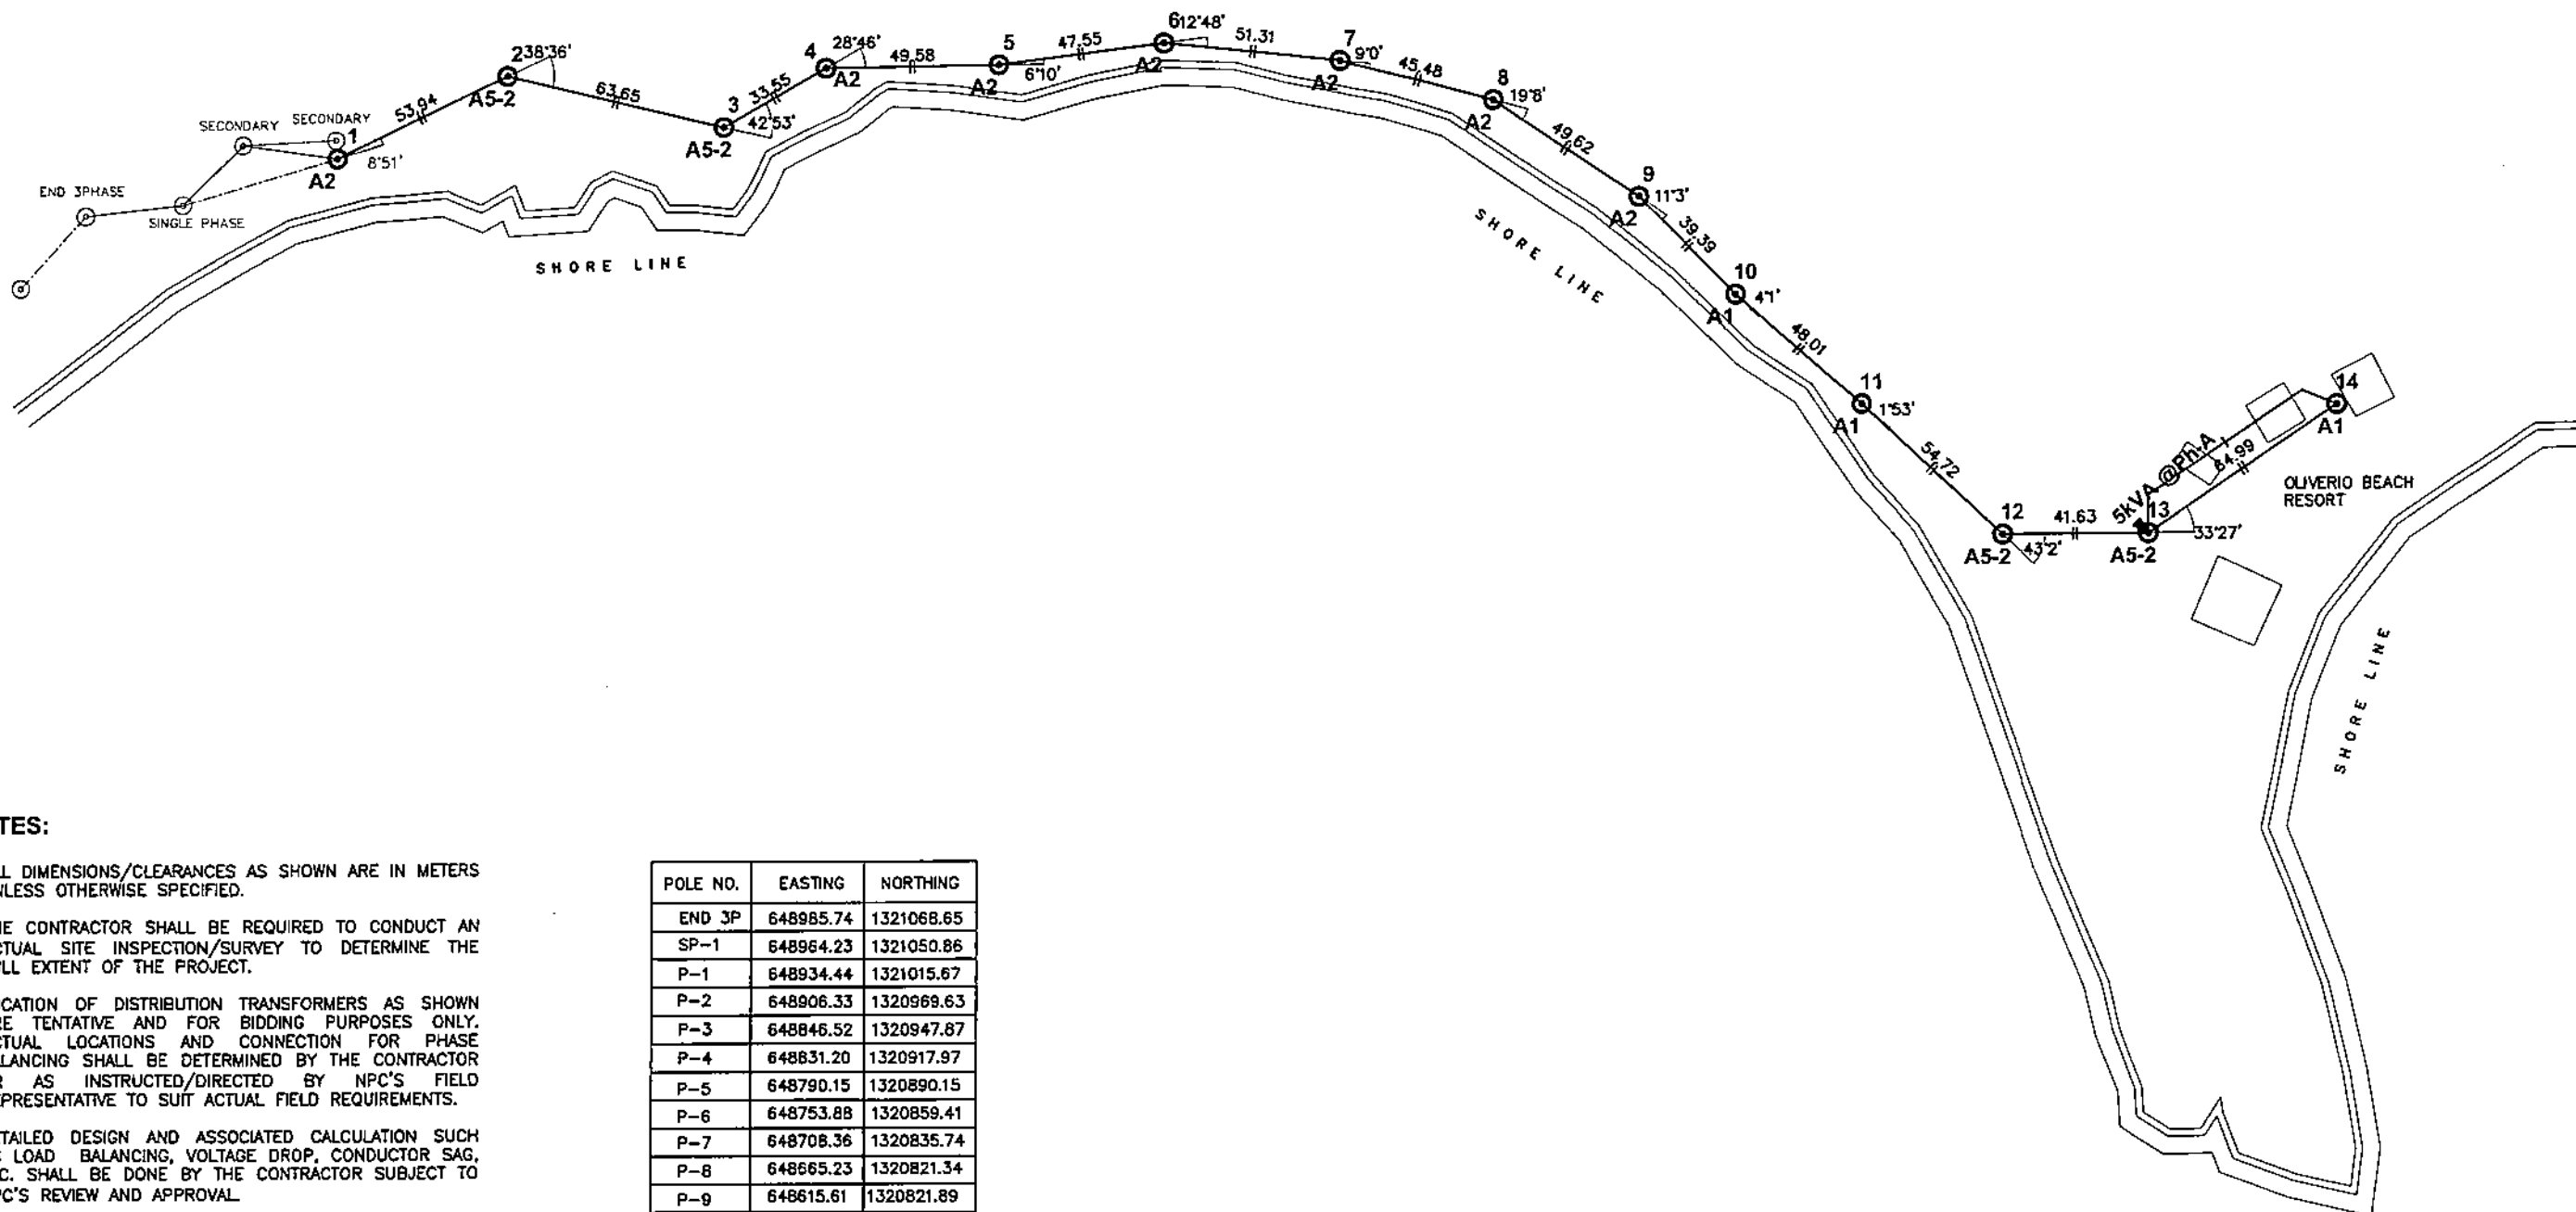 6 12°48'
2 38°36'
4 28°46'
49.58
5
47.55
51.31
7 9°0'
A2
A2
6°10'
A2
A2
45.48
8 19°8'
A2
A5-2
63.65
53.94
3
33.55
42°53'
A5-2
SECONDARY
SECONDARY
1
8°51'
A2
49.62
9
11°3'
A2
END 3PHASE
SINGLE PHASE
39.39
SHORE LINE
SHORE LINE
10
4°1'
A1
48.01
11
1°53'
A1
14
A1
54.72
5kVA @Ph-A
64.99
OLIVERIO BEACH
RESORT
12
41.63
13
33°27'
A5-2
43°2'
A5-2
SHORE LINE
TES:
L DIMENSIONS/CLEARANCES AS SHOWN ARE IN METERS
NLESS OTHERWISE SPECIFIED.
HE CONTRACTOR SHALL BE REQUIRED TO CONDUCT AN
CTUAL SITE INSPECTION/SURVEY TO DETERMINE THE
LL EXTENT OF THE PROJECT.
CATION OF DISTRIBUTION TRANSFORMERS AS SHOWN
RE TENTATIVE AND FOR BIDDING PURPOSES ONLY.
CTUAL LOCATIONS AND CONNECTION FOR PHASE
LANCING SHALL BE DETERMINED BY THE CONTRACTOR
R AS INSTRUCTED/DIRECTED BY NPC'S FIELD
EPRESENTATIVE TO SUIT ACTUAL FIELD REQUIREMENTS.
TAILED DESIGN AND ASSOCIATED CALCULATION SUCH
S LOAD BALANCING, VOLTAGE DROP, CONDUCTOR SAG,
C. SHALL BE DONE BY THE CONTRACTOR SUBJECT TO
PC'S REVIEW AND APPROVAL
POLE NO. EASTING NORTHING
END 3P 648985.74 1321068.65
SP-1 648964.23 1321050.86
P-1 648934.44 1321015.67
P-2 648906.33 1320969.63
P-3 648846.52 1320947.87
P-4 648831.20 1320917.97
P-5 648790.15 1320890.15
P-6 648753.88 1320859.41
P-7 648708.36 1320835.74
P-8 648665.23 1320821.34
P-9 648615.61 1320821.89